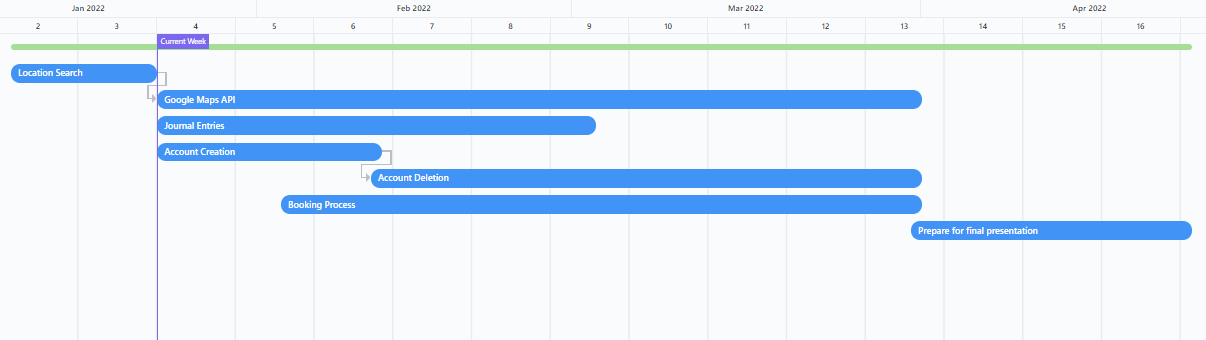 Jan 2022 Feb 2022 Mar 2022 Apr 2022
2 3 4 5 6 7 8 9 10 11 12 13 14 15 16
Current Week
Location Search
Google Maps API
Journal Entries
Account Creation
Account Deletion
Booking Process
Prepare for final presentation